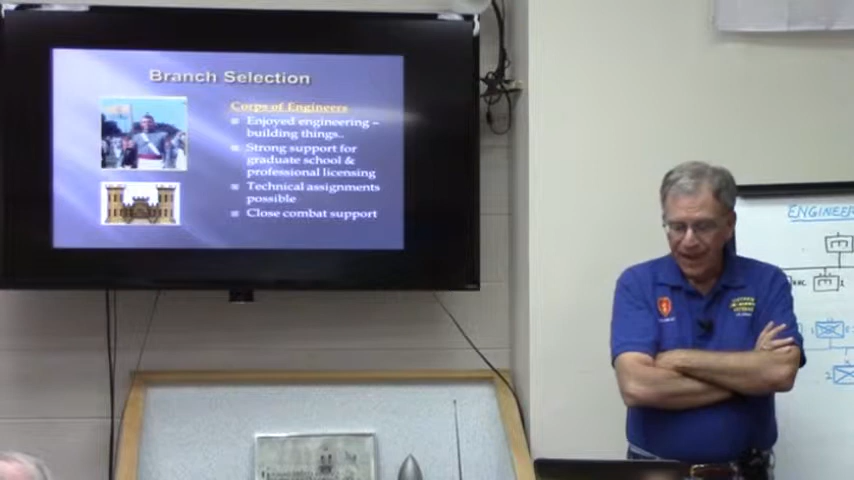 Branch Selection
Corps of Engineers
Enjoyed engineering –
building things..
Strong support for
graduate school &
professional licensing
Technical assignments
possible
Close combat support
ENGINEER